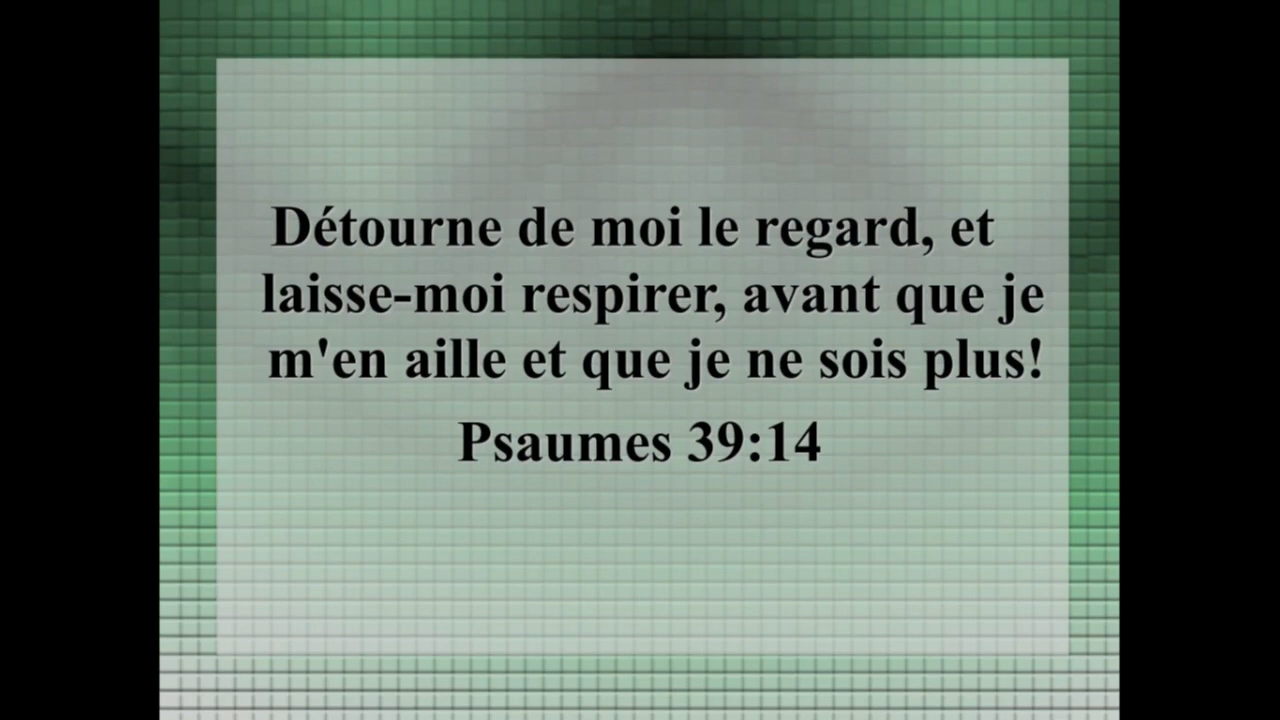 Détourne de moi le regard, et
laisse-moi respirer, avant que je
m'en aille et que je ne sois plus!
Psaumes 39:14